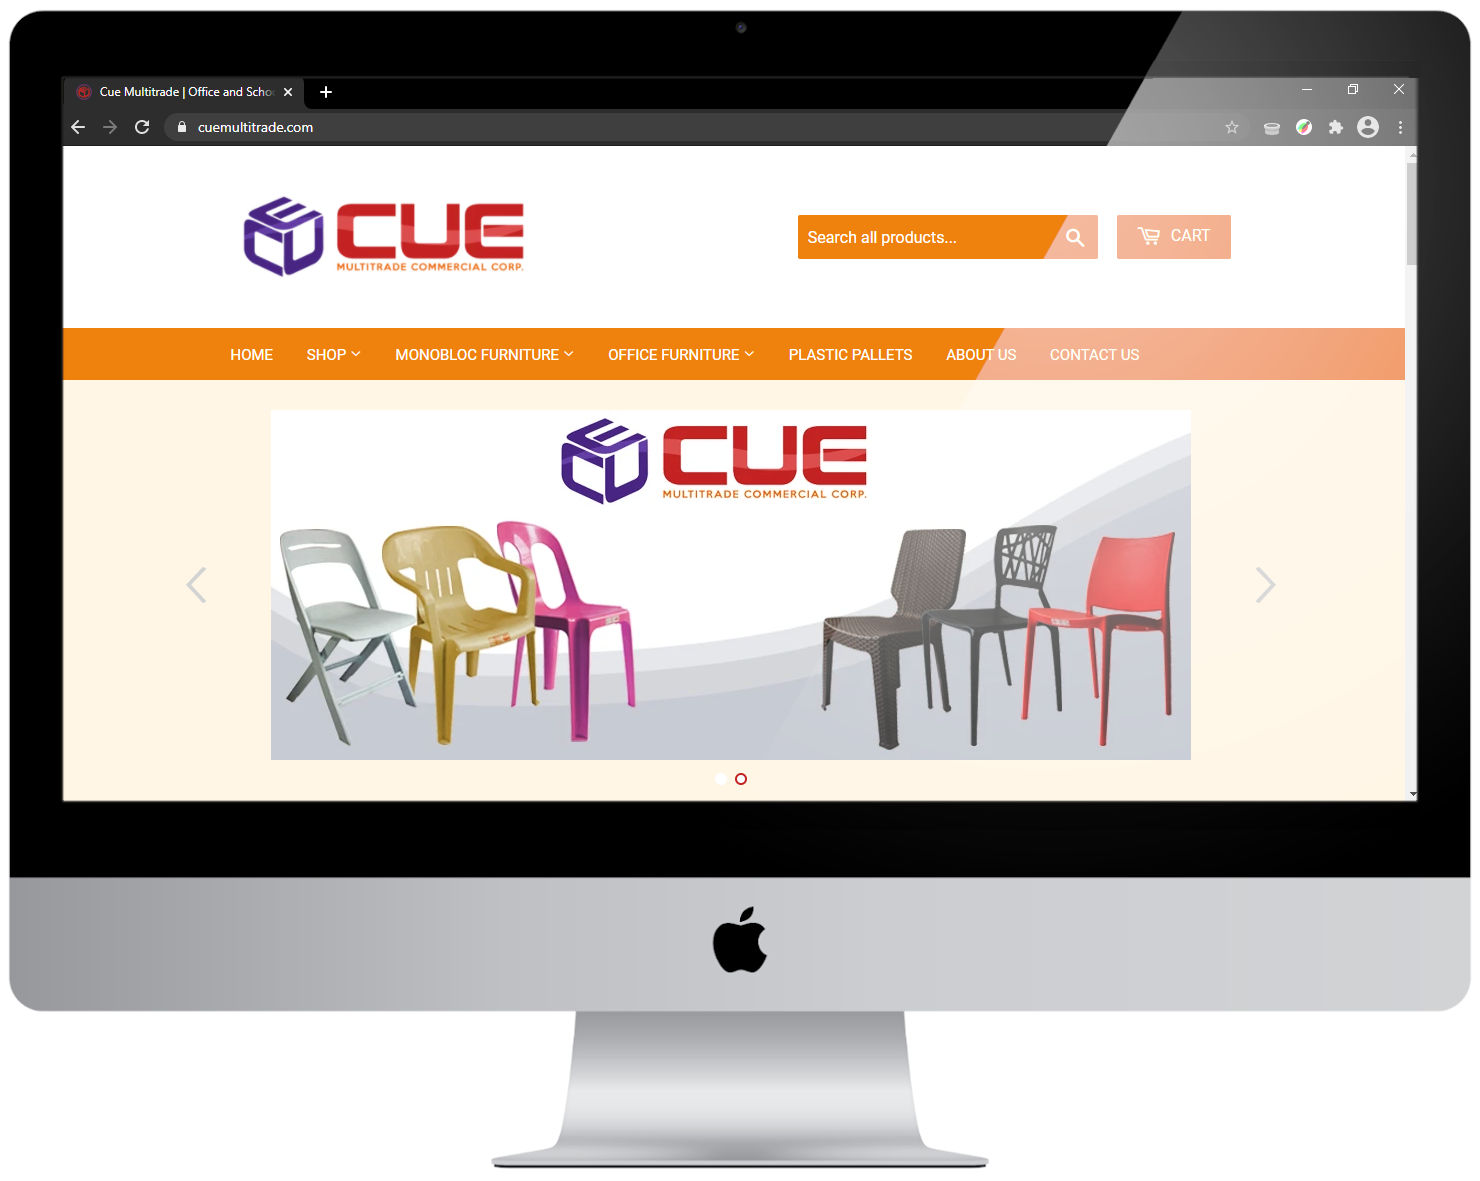 Cue Multitrade | Office and Schoo
cuemultitrade.com
CUE
MULTITRADE COMMERCIAL CORP.
Search all products...
CART
HOME SHOP MONOBLOC FURNITURE OFFICE FURNITURE PLASTIC PALLETS ABOUT US CONTACT US
CUE
MULTITRADE COMMERCIAL CORP.